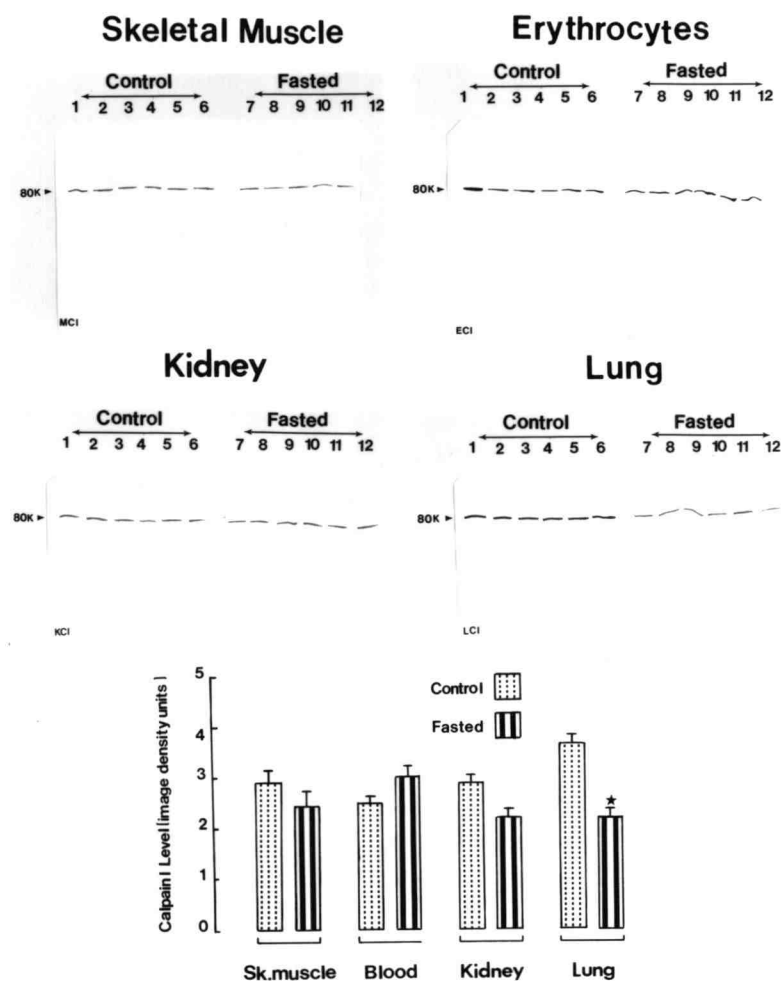 Skeletal Muscle
Control Fasted
1 2 3 4 5 6 7 8 9 10 11 12
80K
MCI
Erythrocytes
Control Fasted
1 2 3 4 5 6 7 8 9 10 11 12
80K
ECI
Kidney
Control Fasted
1 2 3 4 5 6 7 8 9 10 11 12
80K
KCI
Lung
Control Fasted
1 2 3 4 5 6 7 8 9 10 11 12
80K
LCI
Calpain I Level (image density units)
5
4
3
2
1
0
Control
Fasted
Sk.muscle Blood Kidney Lung